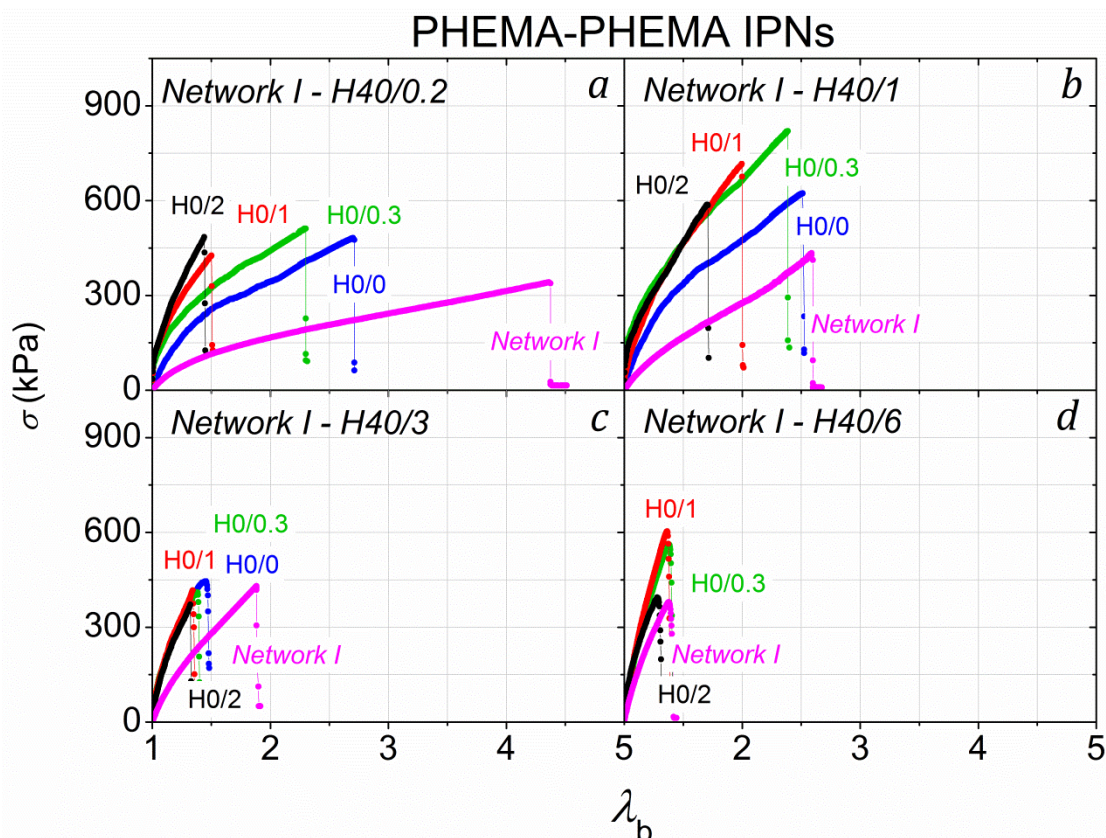 PHEMA-PHEMA IPNs
Network I - H40/0.2
a
H0/2
H0/1
H0/0.3
H0/0
Network I
Network I - H40/1
b
H0/1
H0/2
H0/0.3
H0/0
Network I
Network I - H40/3
c
H0/0.3
H0/1
H0/0
Network I
H0/2
Network I - H40/6
d
H0/1
H0/0.3
Network I
H0/2
900
600
300
0
900
600
300
0
σ (kPa)
1 2 3 4 5 2 3 4 5
λb